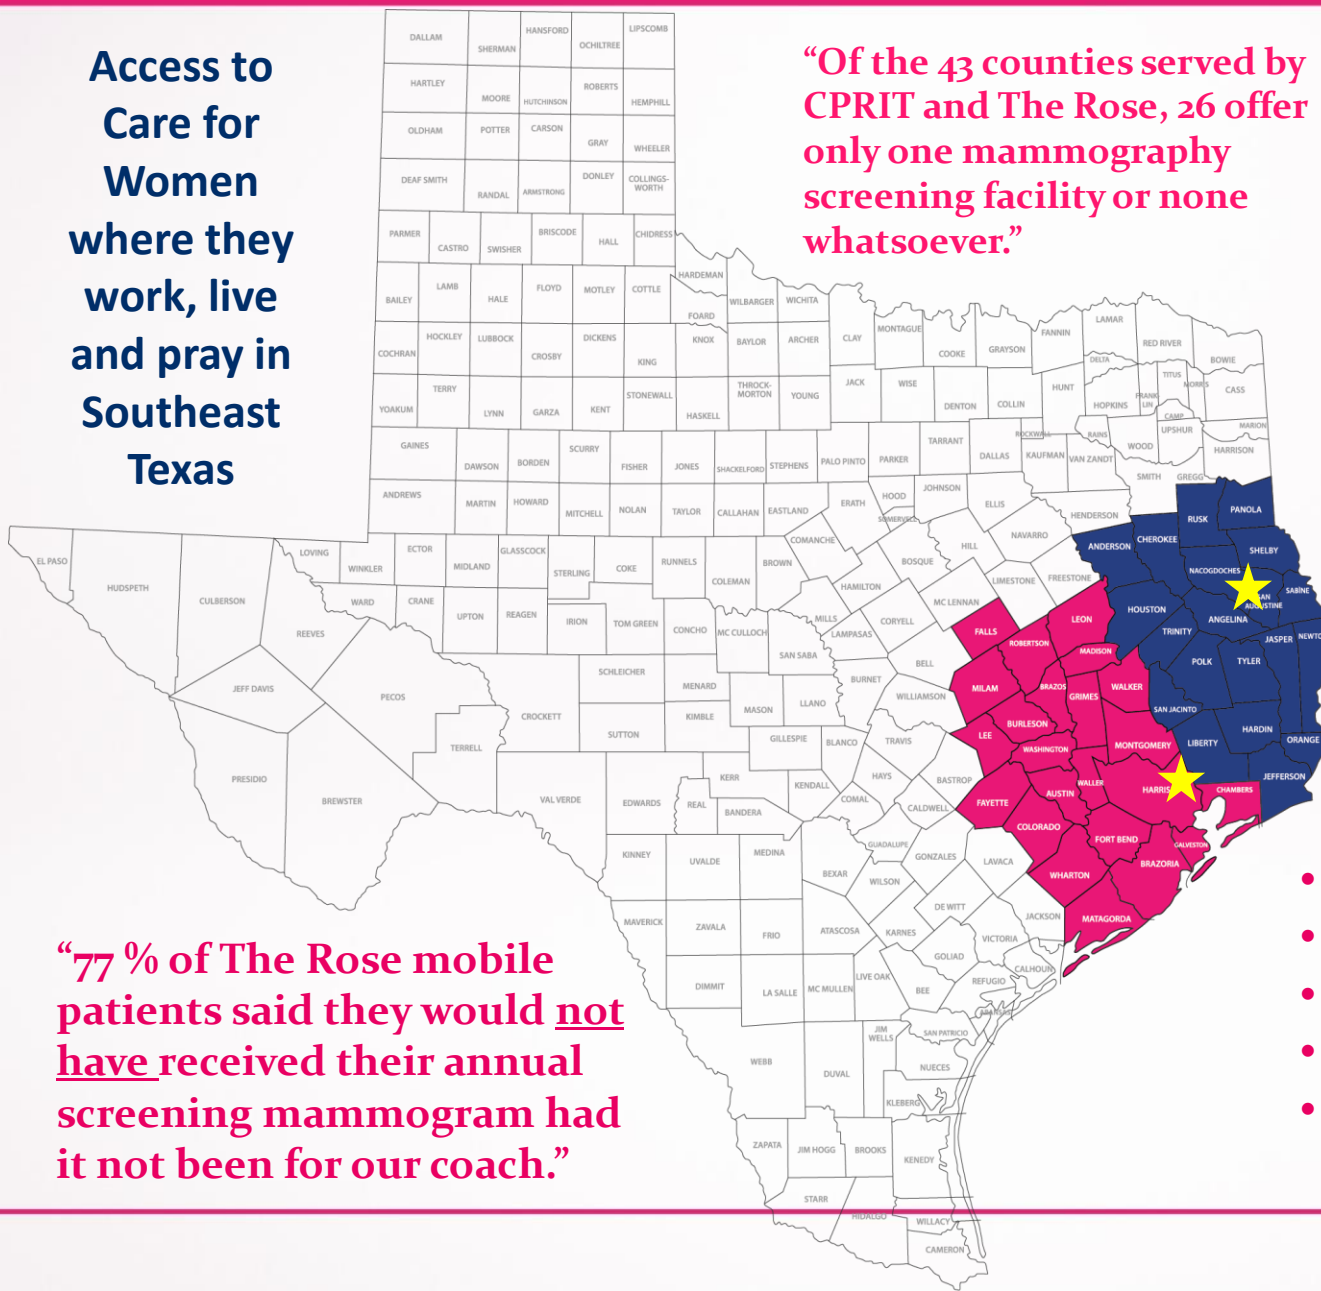 Access to
Care for
Women
where they
work, live
and pray in
Southeast
Texas
“Of the 43 counties served by
CPRIT and The Rose, 26 offer
only one mammography
screening facility or none
whatsoever.”
DALLAM
SHERMAN
HANSFORD
OCHILTREE
LIPSCOMB
HARTLEY
MOORE
HUTCHINSON
ROBERTS
HEMPHILL
OLDHAM
POTTER
CARSON
GRAY
WHEELER
DEAF SMITH
RANDAL
ARMSTRONG
DONLEY
COLLINGS-
WORTH
PARMER
CASTRO
SWISHER
BRISCODE
HALL
CHIDRESS
HARDEMAN
BAILEY
LAMB
HALE
FLOYD
MOTLEY
COTTLE
FOARD
WILBARGER
WICHITA
COCHRAN
HOCKLEY
LUBBOCK
CROSBY
DICKENS
KING
KNOX
BAYLOR
ARCHER
CLAY
MONTAGUE
COOKE
GRAYSON
FANNIN
LAMAR
RED RIVER
DELTA
BOWIE
YOAKUM
TERRY
LYNN
GARZA
KENT
STONEWALL
HASKELL
THROCK-
MORTON
YOUNG
JACK
WISE
DENTON
COLLIN
HUNT
HOPKINS
FRANK
LIN
TITUS
MORRIS
CAMP
CASS
GAINES
DAWSON
BORDEN
SCURRY
FISHER
JONES
SHACKELFORD
STEPHENS
PALO PINTO
PARKER
TARRANT
DALLAS
ROCKWALL
KAUFMAN
RAINS
VAN ZANDT
WOOD
UPSHUR
MARION
HARRISON
SMITH
GREGG
ANDREWS
MARTIN
HOWARD
MITCHELL
NOLAN
TAYLOR
CALLAHAN
EASTLAND
ERATH
HOOD
SOMERVELL
JOHNSON
ELLIS
HENDERSON
NAVARRO
RUSK
PANOLA
EL PASO
HUDSPETH
CULBERSON
LOVING
WINKLER
ECTOR
MIDLAND
GLASSCOCK
STERLING
COKE
RUNNELS
COLEMAN
BROWN
COMANCHE
HAMILTON
BOSQUE
HILL
LIMESTONE
FREESTONE
ANDERSON
CHEROKEE
NACOGDOCHES
SHELBY
SAN
AUGUSTINE
SABINE
REEVES
WARD
CRANE
UPTON
REAGEN
IRION
TOM GREEN
CONCHO
MC CULLOCH
SAN SABA
MILLS
LAMPASAS
CORYELL
MC LENNAN
FALLS
ROBERTSON
LEON
MADISON
HOUSTON
TRINITY
ANGELINA
POLK
TYLER
JASPER
NEWTO
JEFF DAVIS
PECOS
CROCKETT
SCHLEICHER
MENARD
MASON
LLANO
BURNET
BELL
WILLIAMSON
MILAM
BRAZOS
GRIMES
WALKER
SAN JACINTO
PRESIDIO
BREWSTER
TERRELL
VAL VERDE
SUTTON
KIMBLE
GILLESPIE
BLANCO
TRAVIS
LEE
BURLESON
WASHINGTON
MONTGOMERY
LIBERTY
HARDIN
ORANGE
EDWARDS
REAL
KERR
BANDERA
KENDALL
COMAL
HAYS
CALDWELL
BASTROP
FAYETTE
AUSTIN
WALLER
HARRIS
CHAMBERS
JEFFERSON
KINNEY
UVALDE
MEDINA
BEXAR
GUADALUPE
WILSON
GONZALES
LAVACA
COLORADO
FORT BEND
GALVESTON
BRAZORIA
WHARTON
MATAGORDA
MAVERICK
ZAVALA
FRIO
ATASCOSA
KARNES
DE WITT
JACKSON
VICTORIA
GOLIAD
CALHOUN
DIMMIT
LA SALLE
MC MULLEN
LIVE OAK
BEE
REFUGIO
ARANSAS
SAN PATRICIO
WEBB
DUVAL
JIM
WELLS
NUECES
KLEBERG
ZAPATA
JIM HOGG
BROOKS
KENEDY
STARR
HIDALGO
WILLACY
CAMERON
“77 % of The Rose mobile
patients said they would not
have received their annual
screening mammogram had
it not been for our coach.”
•
•
•
•
•